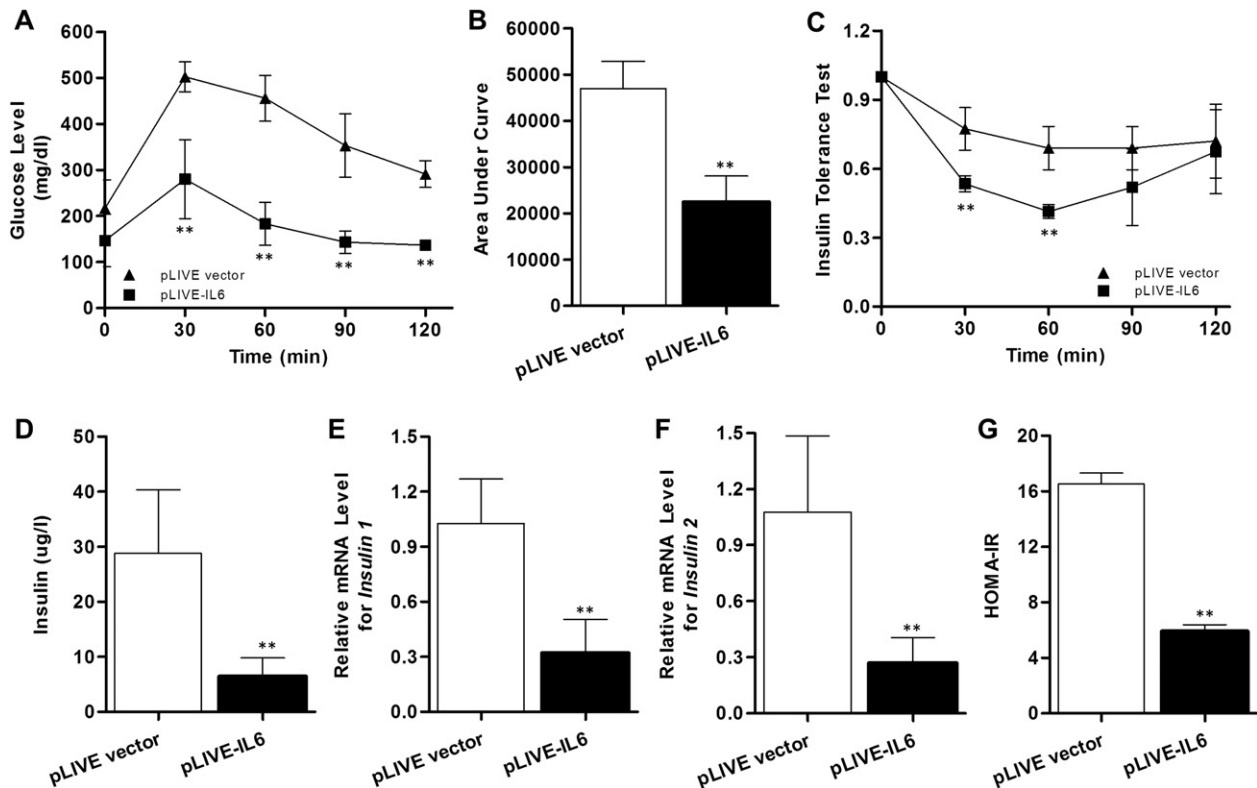 A
Glucose Level
(mg/dl)
600
500
400
300
200
100
0
**
**
**
**
pLIVE vector
pLIVE-IL6
0 30 60 90 120
Time (min)
B
Area Under Curve
60000
50000
40000
30000
20000
10000
0
**
pLIVE vector
pLIVE-IL6
C
Insulin Tolerance Test
1.2
0.9
0.6
0.3
0.0
**
**
pLIVE vector
pLIVE-IL6
0 30 60 90 120
Time (min)
D
Insulin (ug/l)
50
40
30
20
10
0
**
pLIVE vector
pLIVE-IL6
E
Relative mRNA Level
for Insulin 1
1.5
1.2
0.9
0.6
0.3
0.0
**
pLIVE vector
pLIVE-IL6
F
Relative mRNA Level
for Insulin 2
1.5
1.2
0.9
0.6
0.3
0.0
**
pLIVE vector
pLIVE-IL6
G
HOMA-IR
20
16
12
8
4
0
**
pLIVE vector
pLIVE-IL6